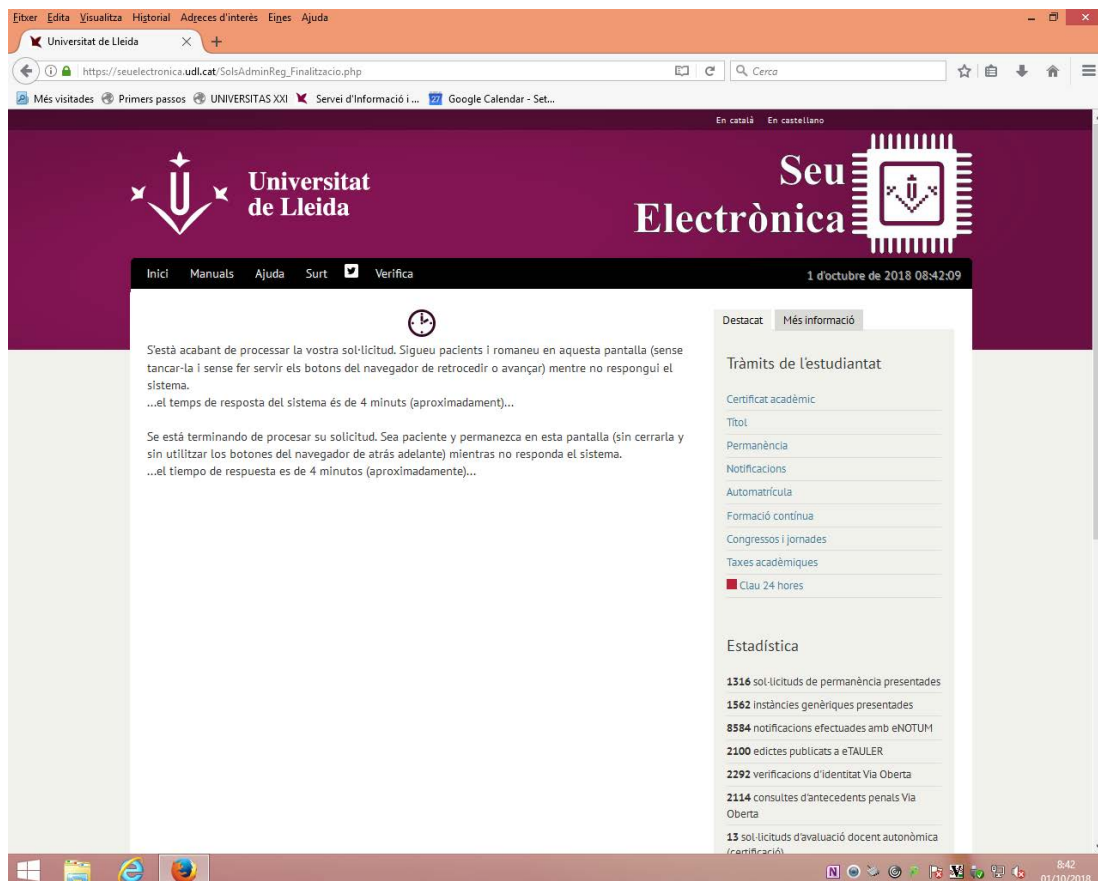 Fitxer Edita Visualitza Historial Adreces d'interès Eines Ajuda
Universitat de Lleida
https://seuelectronica.udl.cat/SolsAdminReg_Finalitzacio.php
Cerca
Més visitades Primers passos UNIVERSITAS XXI Servei d'Informació i ... 27 Google Calendar - Set...
En català En castellano
Universitat
de Lleida
Seu
Electrònica
Inici Manuals Ajuda Surt Verifica
1 d'octubre de 2018 08:42:09
S'està acabant de processar la vostra sol·licitud. Sigueu pacients i romaneu en aquesta pantalla (sense
tancar-la i sense fer servir els botons del navegador de retrocedir o avançar) mentre no respongui el
sistema.
...el temps de resposta del sistema és de 4 minuts (aproximadament)...
Se está terminando de procesar su solicitud. Sea paciente y permanezca en esta pantalla (sin cerrarla y
sin utilitzar los botones del navegador de atrás adelante) mientras no responda el sistema.
...el tiempo de respuesta es de 4 minutos (aproximadamente)...
Destacat Més informació
Tràmits de l'estudiantat
Certificat acadèmic
Títol
Permanència
Notificacions
Automatrícula
Formació contínua
Congressos i jornades
Taxes acadèmiques
Clau 24 hores
Estadística
1316 sol·licituds de permanència presentades
1562 instàncies genèriques presentades
8584 notificacions efectuades amb eNOTUM
2100 edictes publicats a eTAULER
2292 verificacions d'identitat Via Oberta
2114 consultes d'antecedents penals Via
Oberta
13 sol·licituds d'avaluació docent autonòmica
(certificació)
N
8:42
01/10/2018